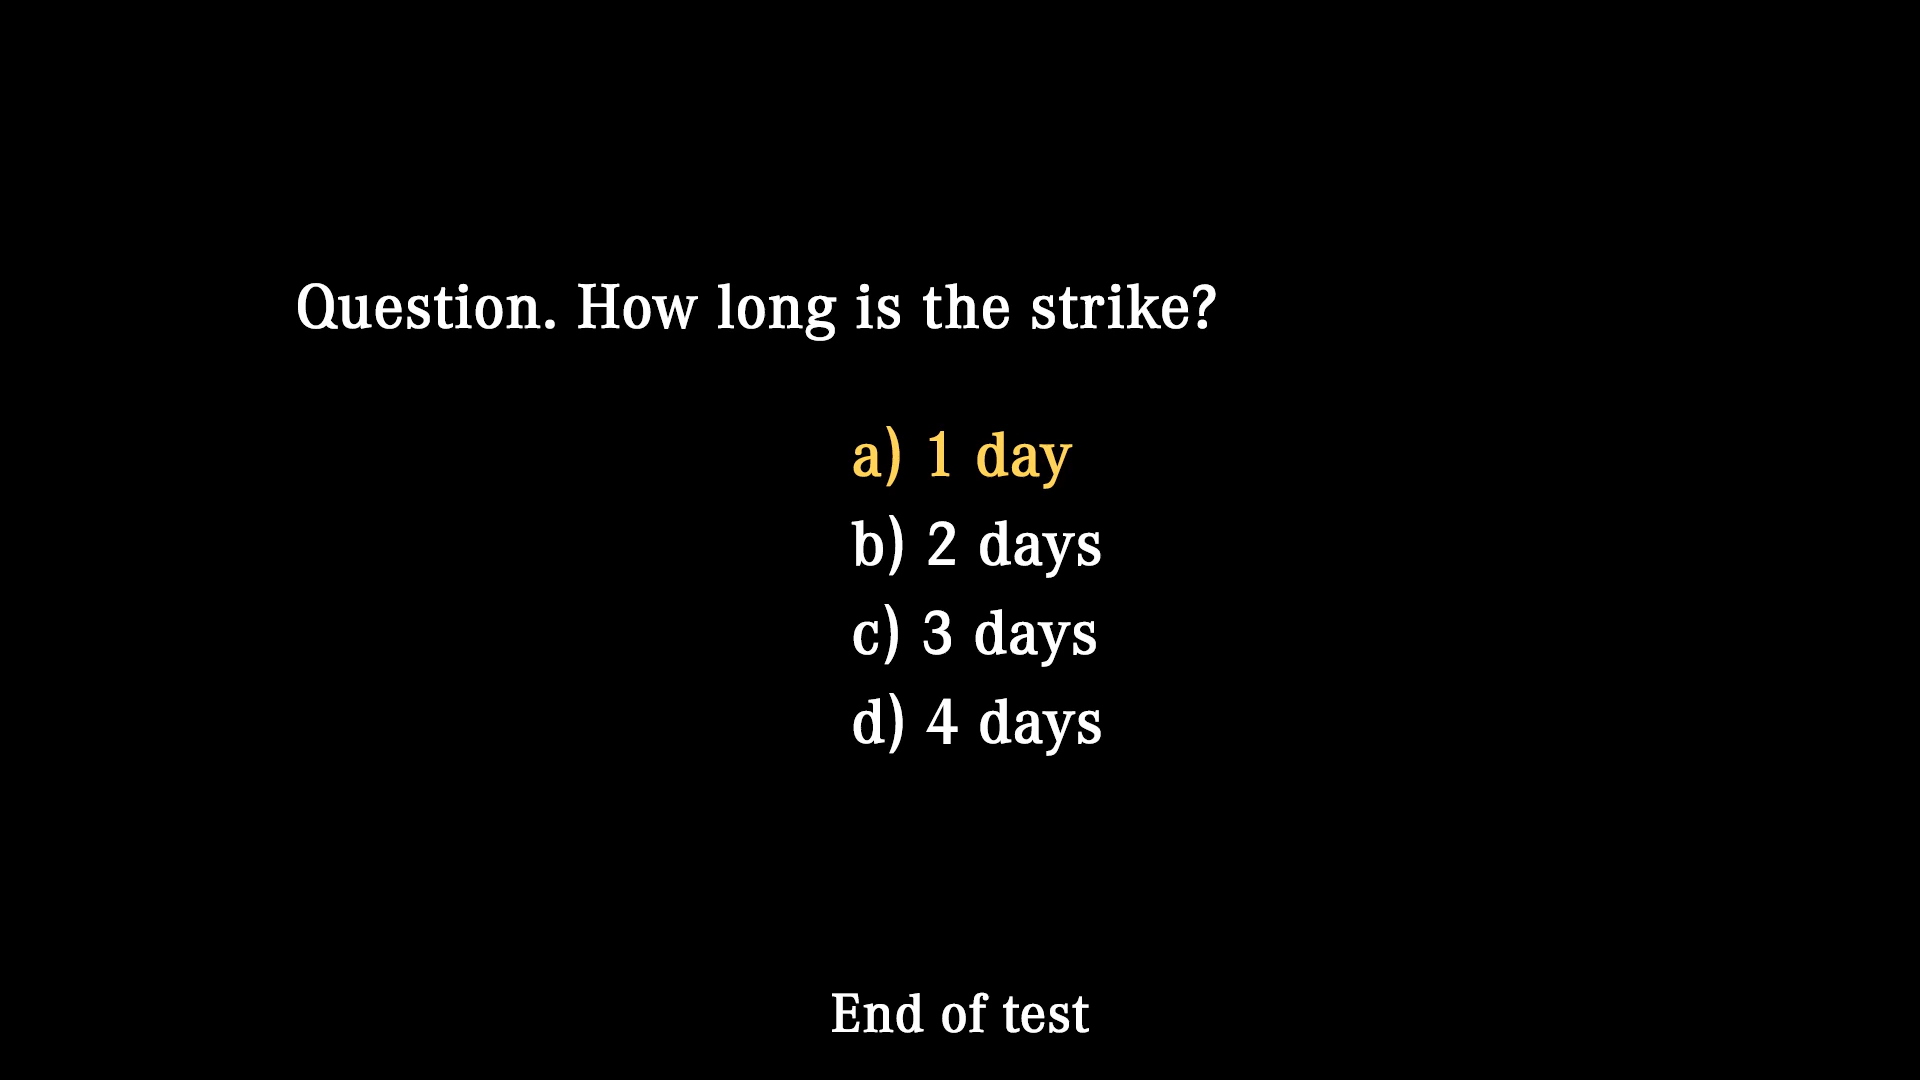 Question. How long is the strike?
a) 1 day
b) 2 days
c) 3 days
d) 4 days
End of test